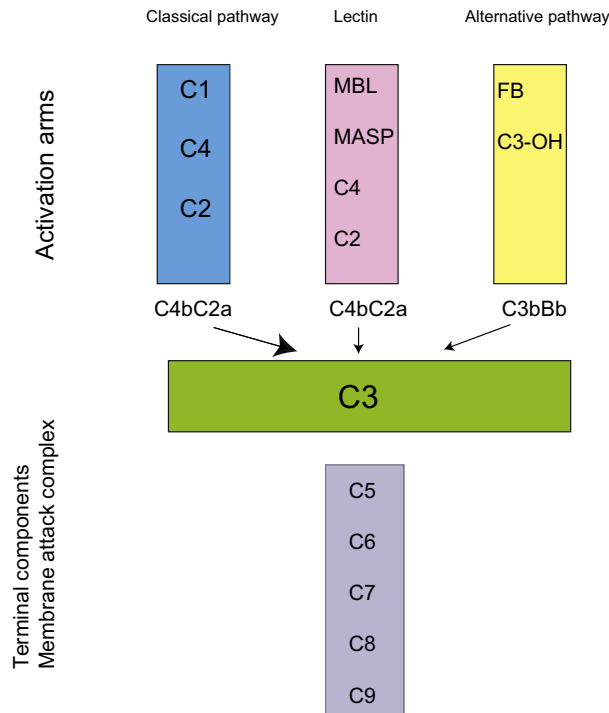 Classical pathway
Lectin
Alternative pathway
Activation arms
C1
C4
C2
MBL
MASP
C4
C2
FB
C3-OH
C4bC2a
C4bC2a
C3bBb
C3
Terminal components
Membrane attack complex
C5
C6
C7
C8
C9